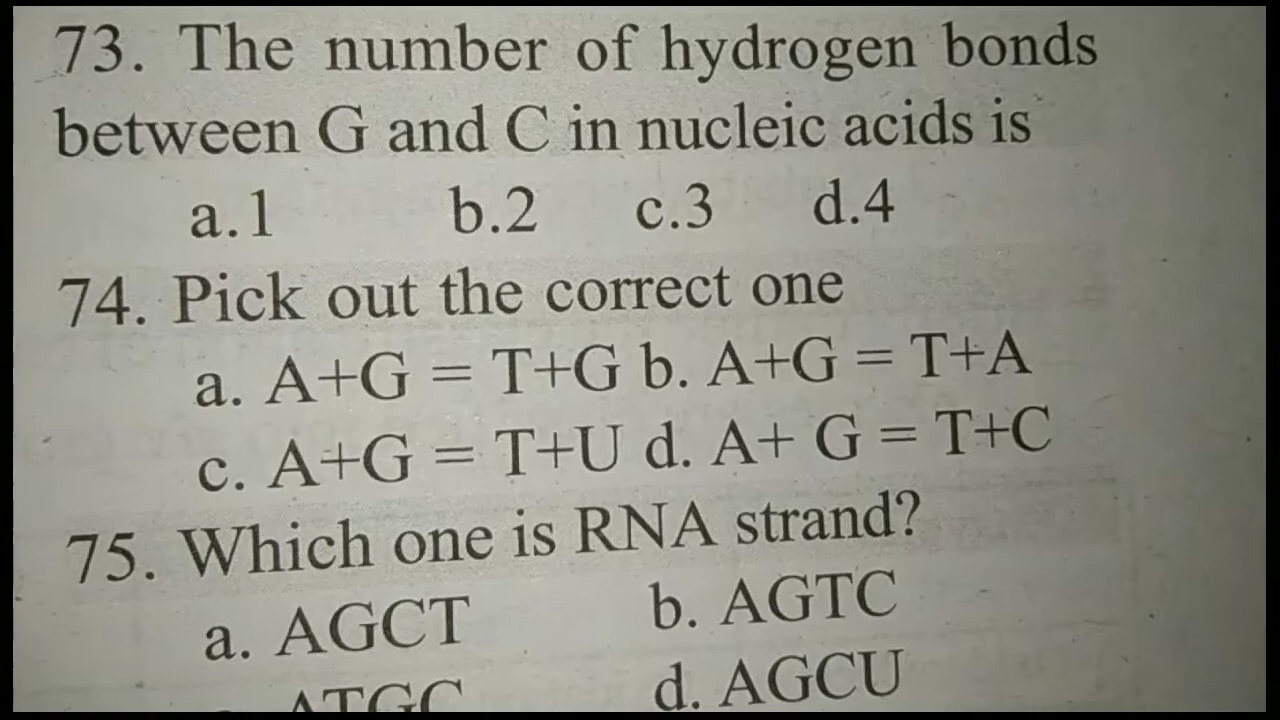 73. The number of hydrogen bonds
between G and C in nucleic acids is
a.1 b.2 c.3 d.4
74. Pick out the correct one
a. A+G = T+G b. A+G = T+A
c. A+G = T+U d. A+ G = T+C
75. Which one is RNA strand?
a. AGCT b. AGTC
ATGC d. AGCU